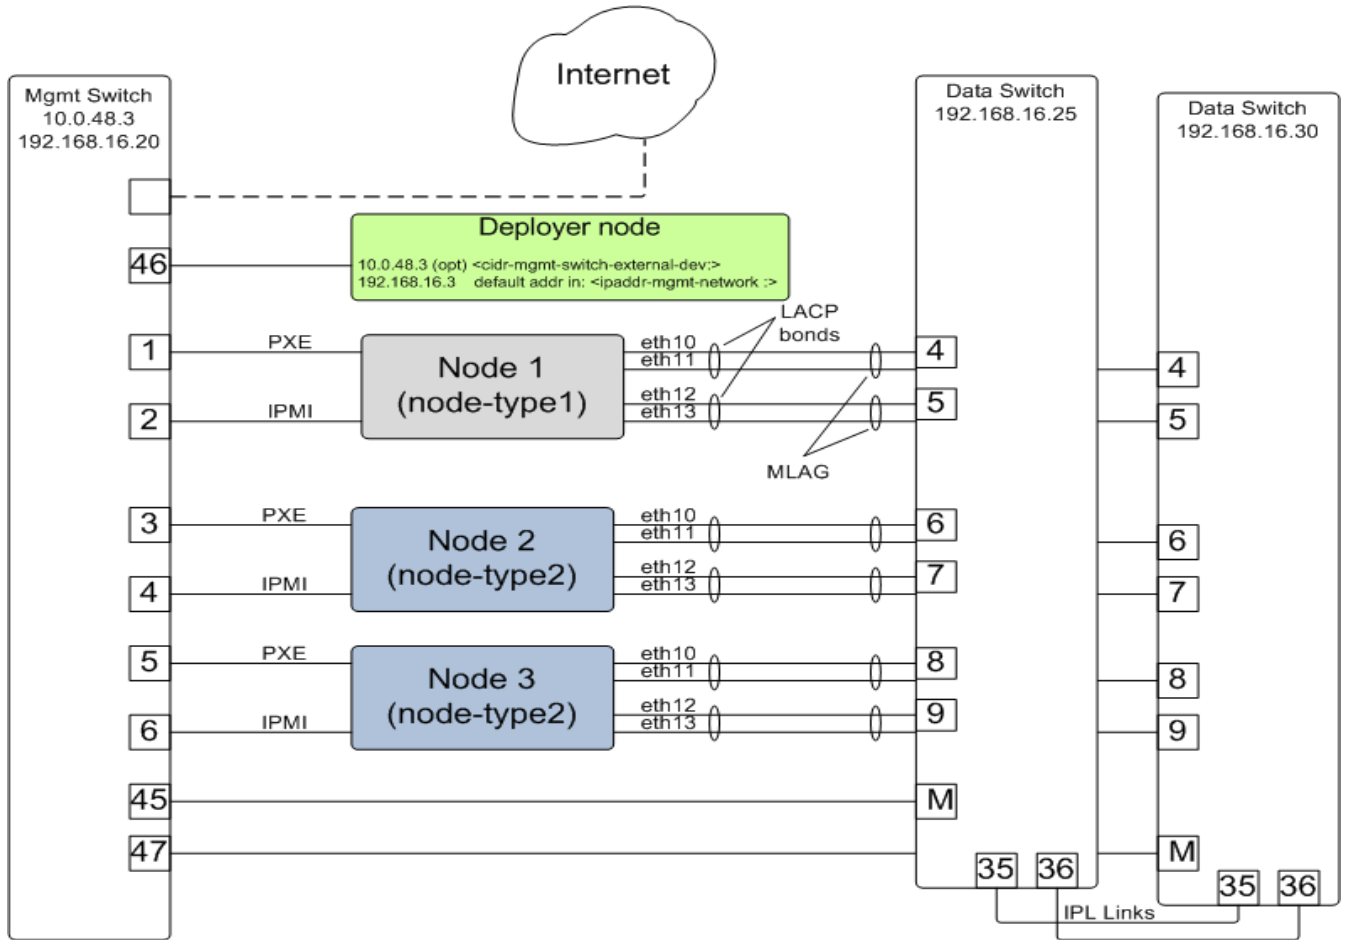 Internet
Mgmt Switch
10.0.48.3
192.168.16.20
Data Switch
192.168.16.25
Data Switch
192.168.16.30
46
Deployer node
10.0.48.3 (opt) <cidr-mgmt-switch-external-dev:>
192.168.16.3 default addr in: <ipaddr-mgmt-network :>
LACP
bonds
1
PXE
Node 1
(node-type1)
eth10
eth11
4
4
2
IPMI
eth12
eth13
5
5
MLAG
3
PXE
Node 2
(node-type2)
eth10
eth11
6
6
4
IPMI
eth12
eth13
7
7
5
PXE
Node 3
(node-type2)
eth10
eth11
8
8
6
IPMI
eth12
eth13
9
9
45
M
47
M
35
36
35
36
IPL Links